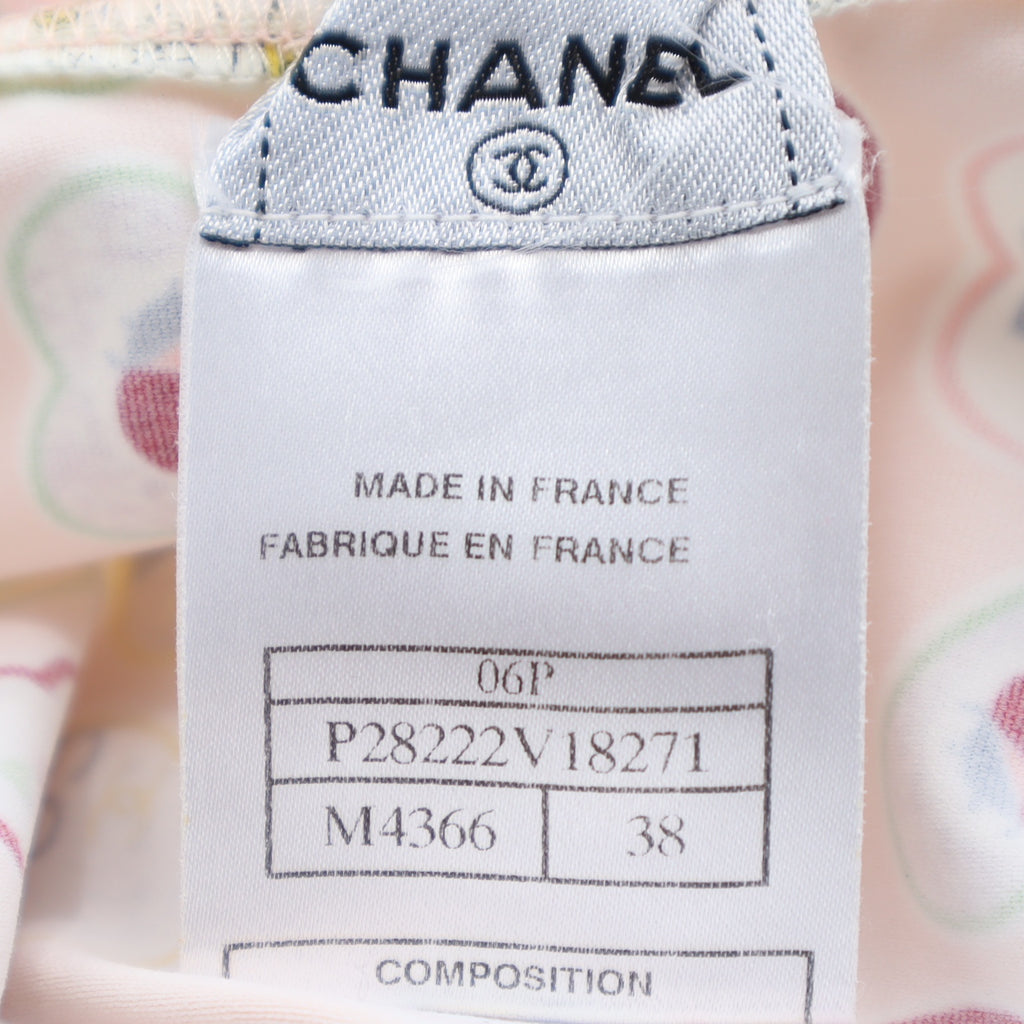 CHANEL
MADE IN FRANCE
FABRIQUE EN FRANCE
06P
P28222V18271
M4366 38
COMPOSITION